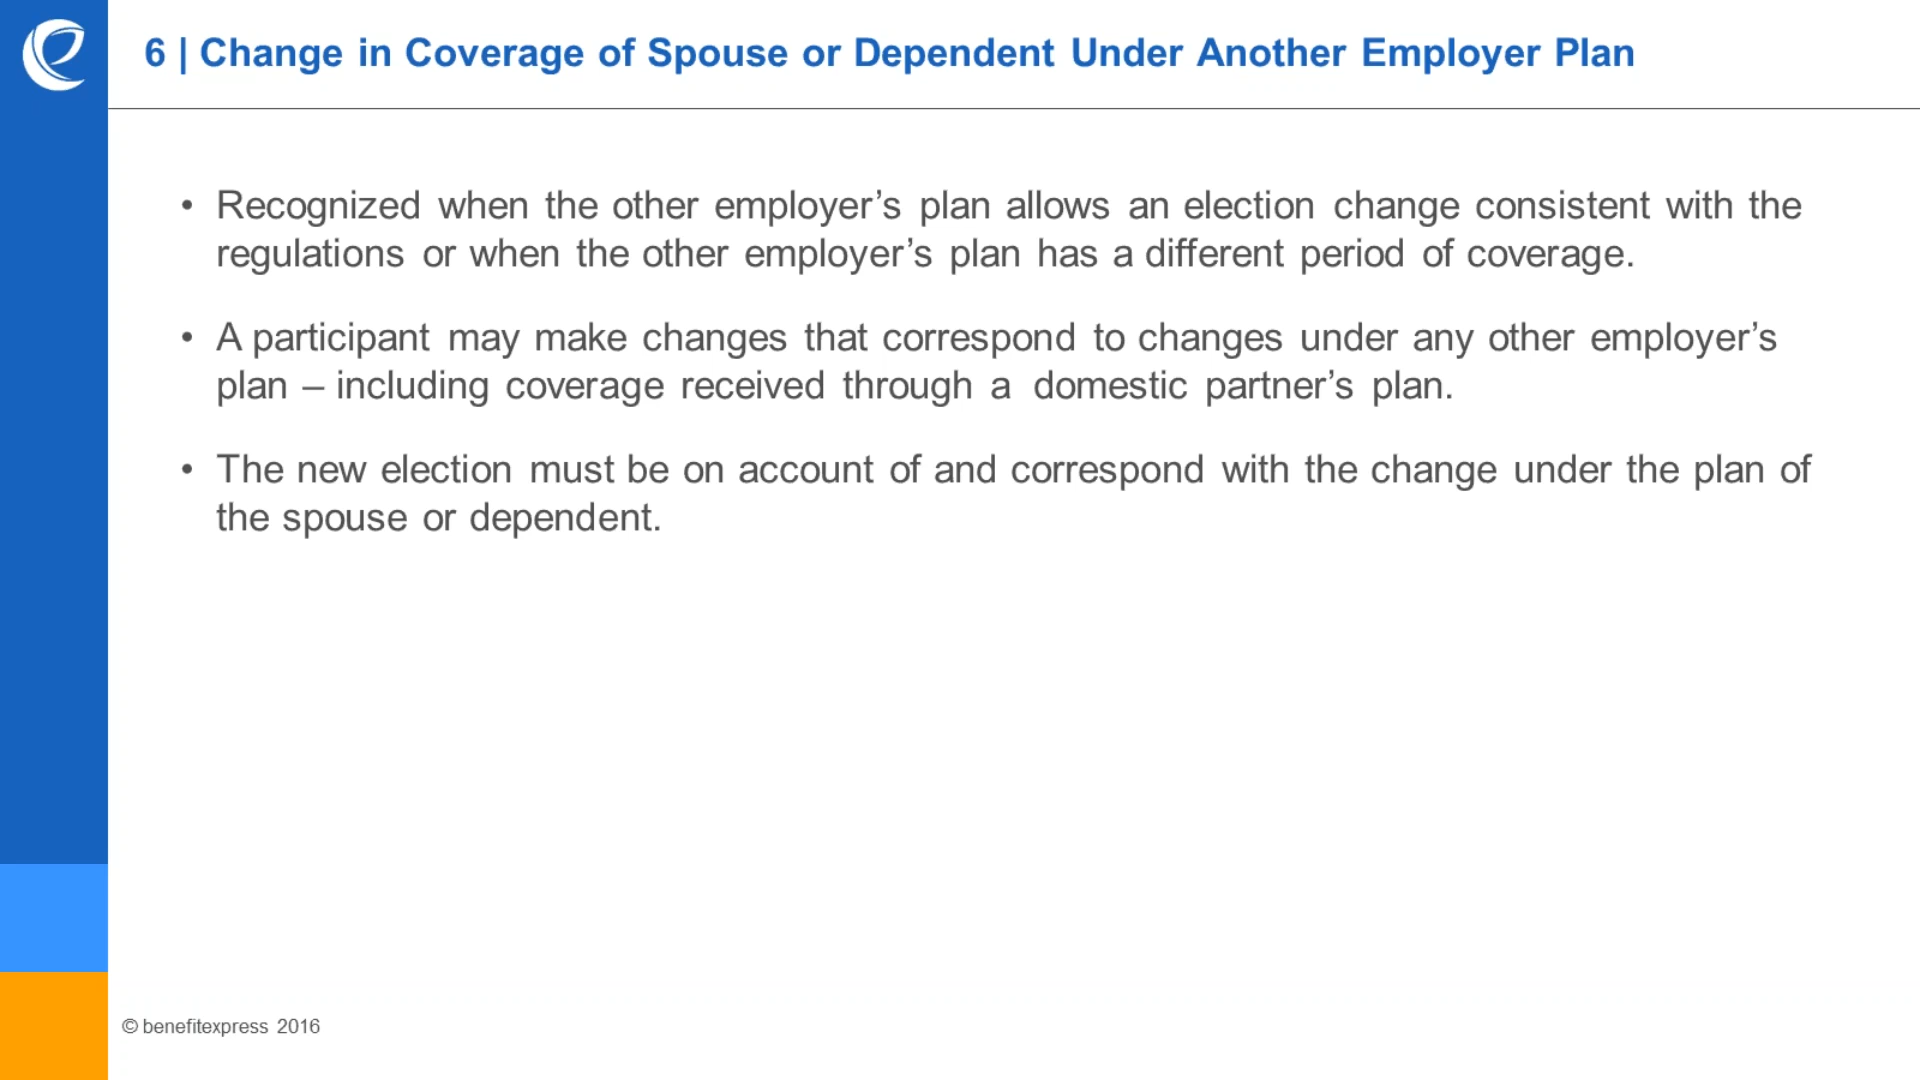 6 | Change in Coverage of Spouse or Dependent Under Another Employer Plan
• Recognized when the other employer’s plan allows an election change consistent with the
regulations or when the other employer’s plan has a different period of coverage.
• A participant may make changes that correspond to changes under any other employer’s
plan – including coverage received through a domestic partner’s plan.
• The new election must be on account of and correspond with the change under the plan of
the spouse or dependent.
© benefitexpress 2016